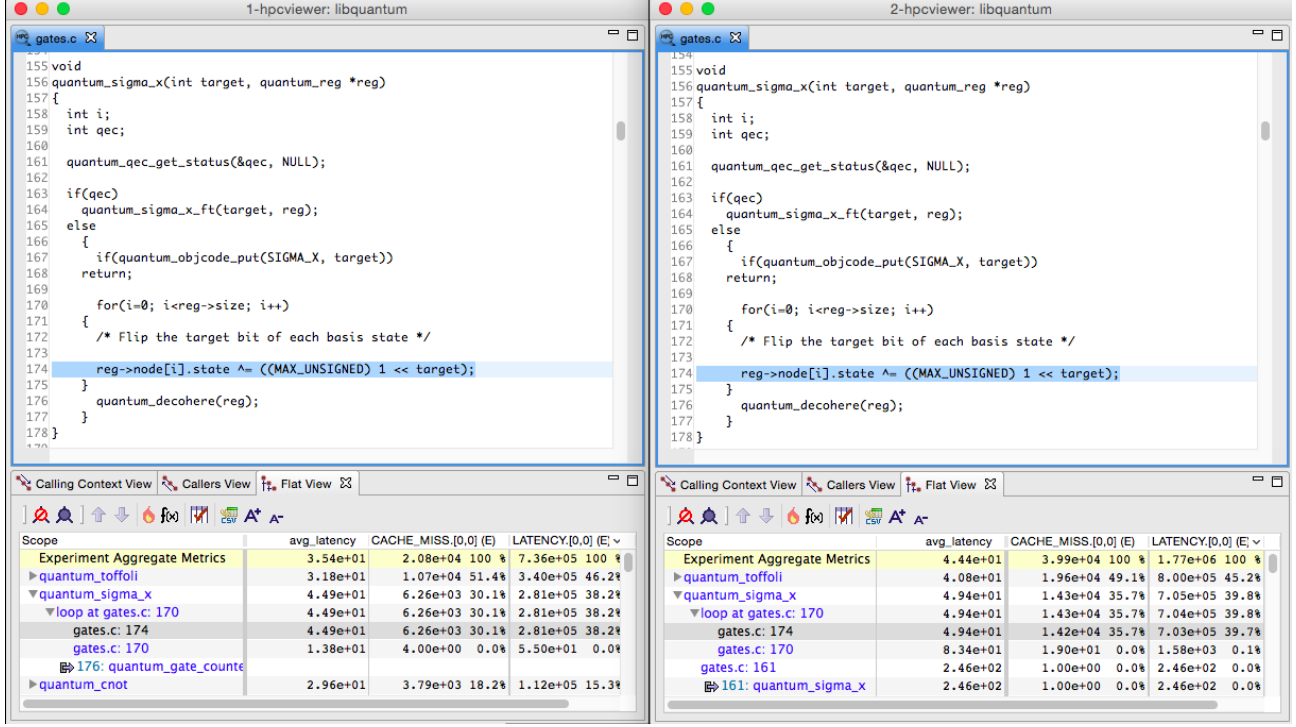 1-hpcviewer: libquantum
gates.c
155 void
156 quantum_sigma_x(int target, quantum_reg *reg)
157 {
158 int i;
159 int qec;
160
161 quantum_qec_get_status(&qec, NULL);
162
163 if(qec)
164 quantum_sigma_x_ft(target, reg);
165 else
166 {
167 if(quantum_objcode_put(SIGMA_X, target))
168 return;
169
170 for(i=0; i<reg->size; i++)
171 {
172 /* Flip the target bit of each basis state */
173
174 reg->node[i].state ^= ((MAX_UNSIGNED) 1 << target);
175 }
176 quantum_decohere(reg);
177 }
178 }
Calling Context View Callers View Flat View
f(x) CSV A+ A-
Scope avg_latency CACHE_MISS.[0,0] (E) LATENCY.[0,0] (E)
Experiment Aggregate Metrics 3.54e+01 2.08e+04 100 % 7.36e+05 100 %
quantum_toffoli 3.18e+01 1.07e+04 51.4% 3.40e+05 46.2%
quantum_sigma_x 4.49e+01 6.26e+03 30.1% 2.81e+05 38.2%
loop at gates.c: 170 4.49e+01 6.26e+03 30.1% 2.81e+05 38.2%
gates.c: 174 4.49e+01 6.26e+03 30.1% 2.81e+05 38.2%
gates.c: 170 1.38e+01 4.00e+00 0.0% 5.50e+01 0.0%
176: quantum_gate_counte
quantum_cnot 2.96e+01 3.79e+03 18.2% 1.12e+05 15.3%
2-hpcviewer: libquantum
gates.c
154
155 void
156 quantum_sigma_x(int target, quantum_reg *reg)
157 {
158 int i;
159 int qec;
160
161 quantum_qec_get_status(&qec, NULL);
162
163 if(qec)
164 quantum_sigma_x_ft(target, reg);
165 else
166 {
167 if(quantum_objcode_put(SIGMA_X, target))
168 return;
169
170 for(i=0; i<reg->size; i++)
171 {
172 /* Flip the target bit of each basis state */
173
174 reg->node[i].state ^= ((MAX_UNSIGNED) 1 << target);
175 }
176 quantum_decohere(reg);
177 }
178 }
Calling Context View Callers View Flat View
f(x) CSV A+ A-
Scope avg_latency CACHE_MISS.[0,0] (E) LATENCY.[0,0] (E)
Experiment Aggregate Metrics 4.44e+01 3.99e+04 100 % 1.77e+06 100 %
quantum_toffoli 4.08e+01 1.96e+04 49.1% 8.00e+05 45.2%
quantum_sigma_x 4.94e+01 1.43e+04 35.7% 7.05e+05 39.8%
loop at gates.c: 170 4.94e+01 1.43e+04 35.7% 7.04e+05 39.8%
gates.c: 174 4.94e+01 1.42e+04 35.7% 7.03e+05 39.7%
gates.c: 170 8.34e+01 1.90e+01 0.0% 1.58e+03 0.1%
gates.c: 161 2.46e+02 1.00e+00 0.0% 2.46e+02 0.0%
161: quantum_sigma_x 2.46e+02 1.00e+00 0.0% 2.46e+02 0.0%